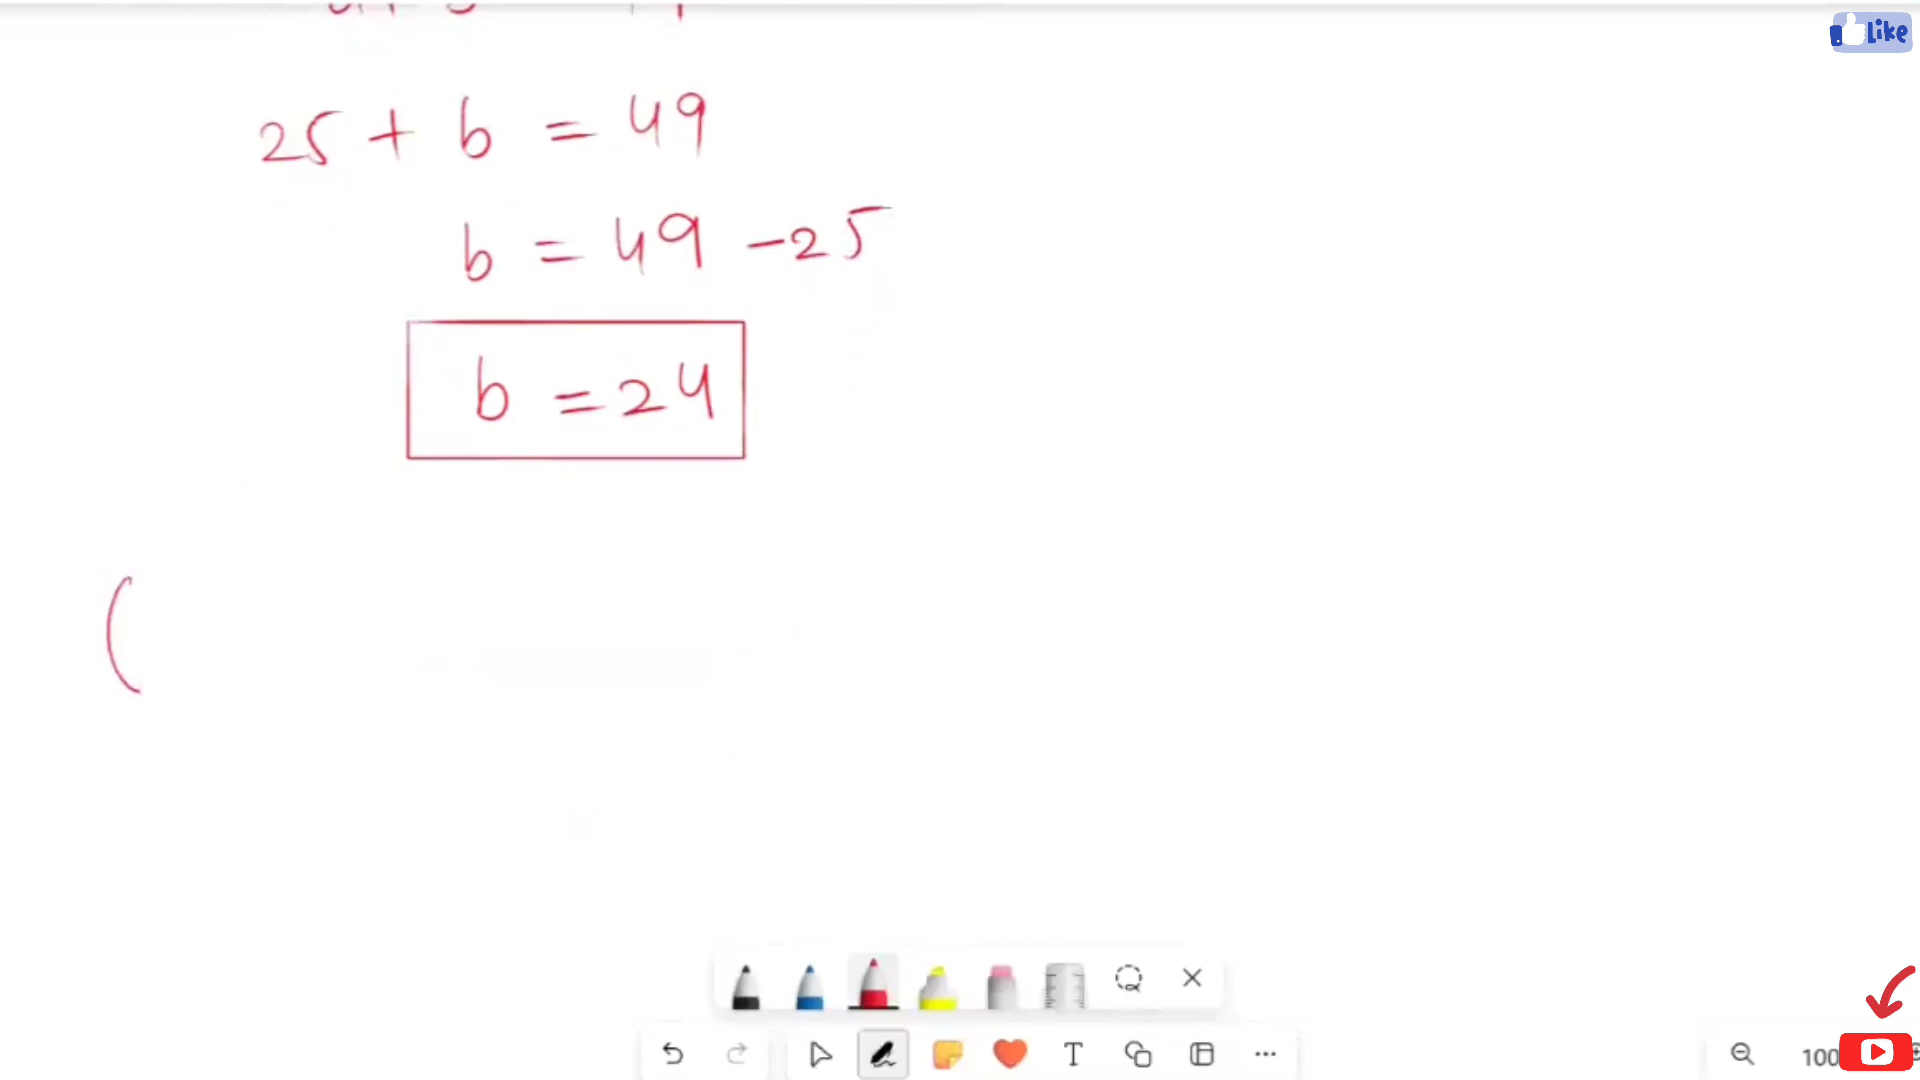 Like
25 + b = 49
b = 49 - 25
b = 24
(
T
100